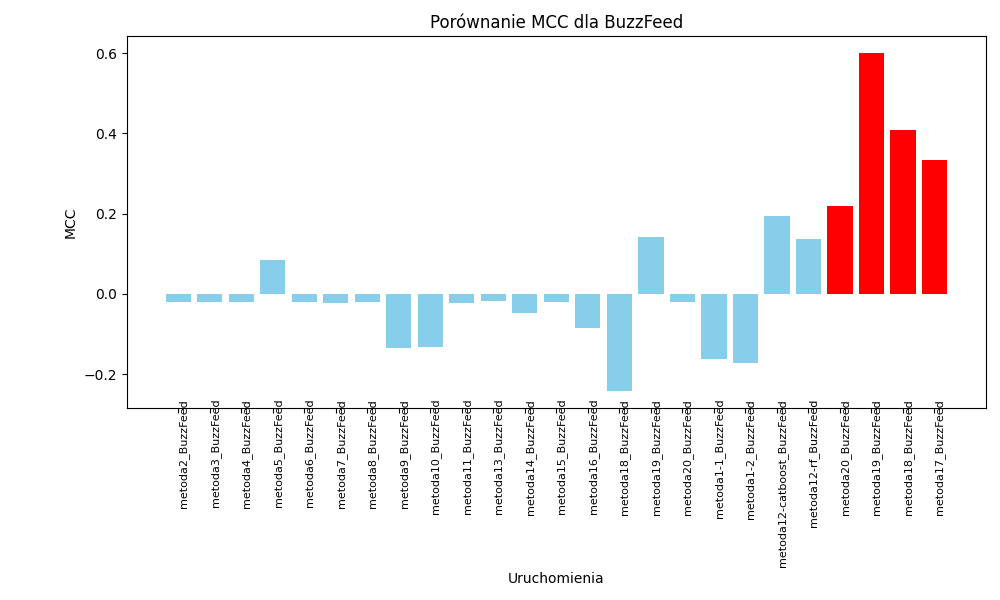 Porównanie MCC dla BuzzFeed
MCC
0.6
0.4
0.2
0.0
−0.2
metoda2_BuzzFeed
metoda3_BuzzFeed
metoda4_BuzzFeed
metoda5_BuzzFeed
metoda6_BuzzFeed
metoda7_BuzzFeed
metoda8_BuzzFeed
metoda9_BuzzFeed
metoda10_BuzzFeed
metoda11_BuzzFeed
metoda13_BuzzFeed
metoda14_BuzzFeed
metoda15_BuzzFeed
metoda16_BuzzFeed
metoda18_BuzzFeed
metoda19_BuzzFeed
metoda20_BuzzFeed
metoda1-1_BuzzFeed
metoda1-2_BuzzFeed
metoda12-catboost_BuzzFeed
metoda12-rf_BuzzFeed
metoda20_BuzzFeed
metoda19_BuzzFeed
metoda18_BuzzFeed
metoda17_BuzzFeed
Uruchomienia